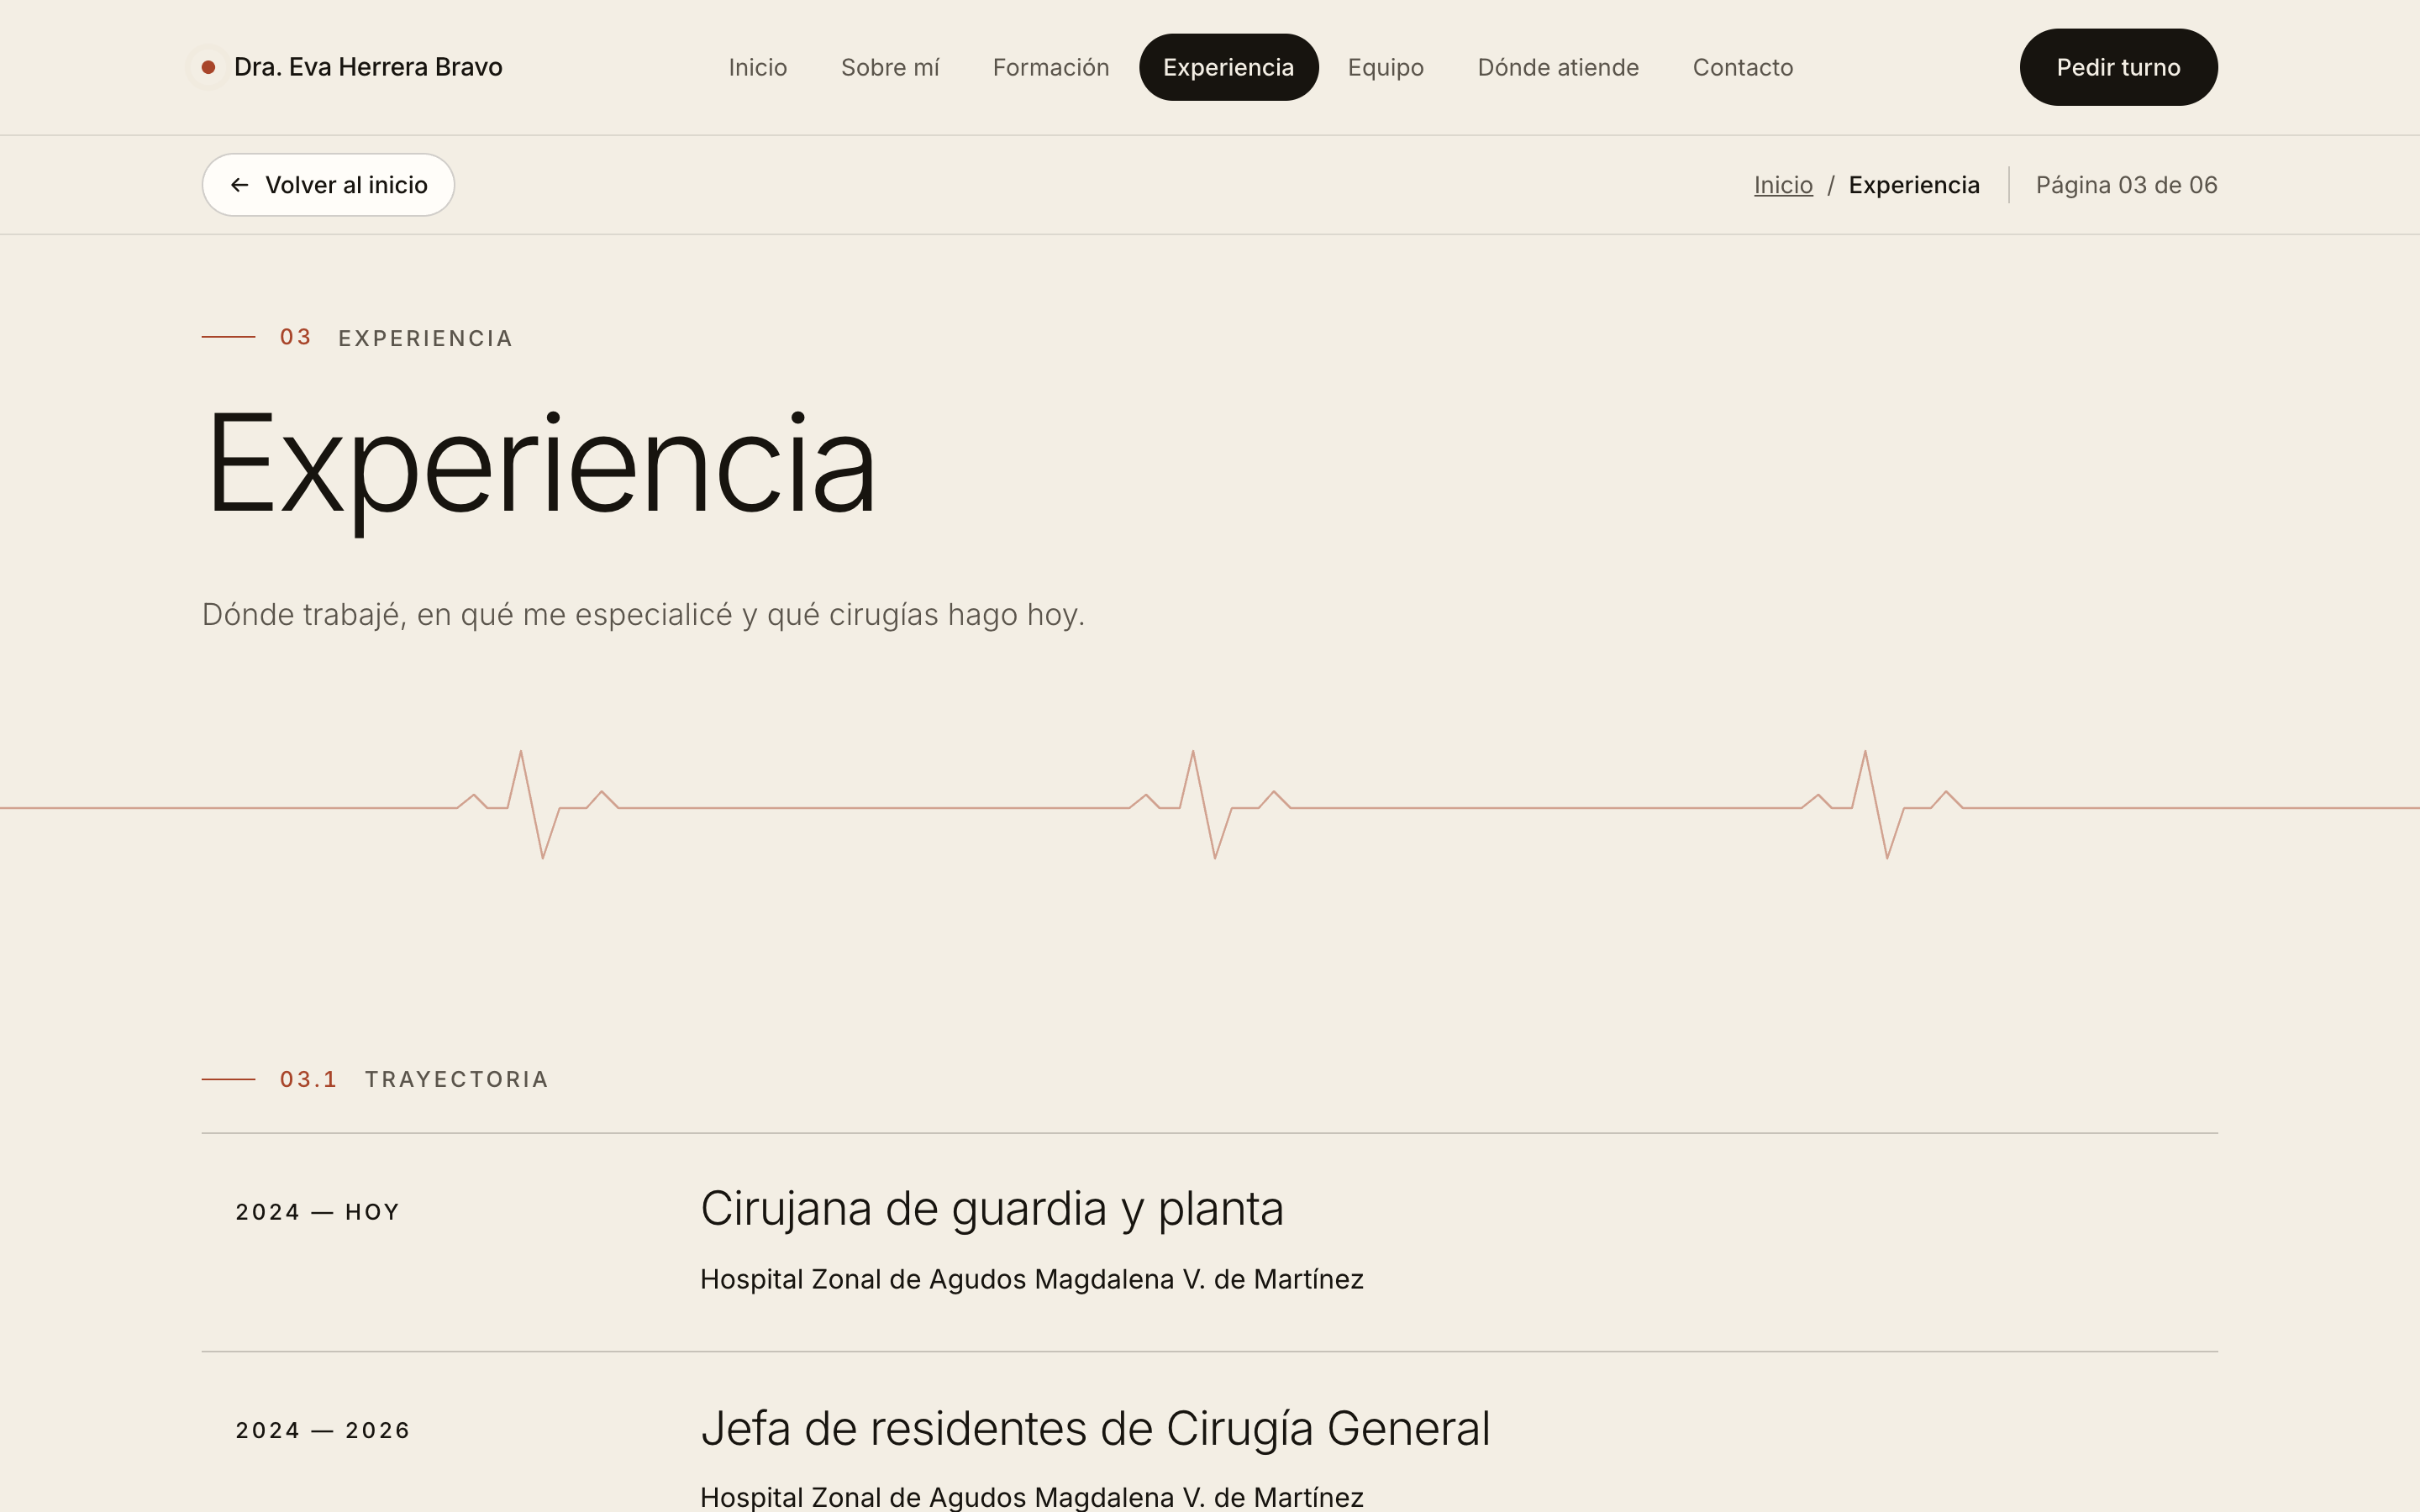 Dra. Eva Herrera Bravo
Inicio
Sobre mí
Formación
Experiencia
Equipo
Dónde atiende
Contacto
Pedir turno
← Volver al inicio
Inicio / Experiencia
Página 03 de 06
03 EXPERIENCIA
Experiencia
Dónde trabajé, en qué me especialicé y qué cirugías hago hoy.
03.1 TRAYECTORIA
2024 — HOY
Cirujana de guardia y planta
Hospital Zonal de Agudos Magdalena V. de Martínez
2024 — 2026
Jefa de residentes de Cirugía General
Hospital Zonal de Agudos Magdalena V. de Martínez